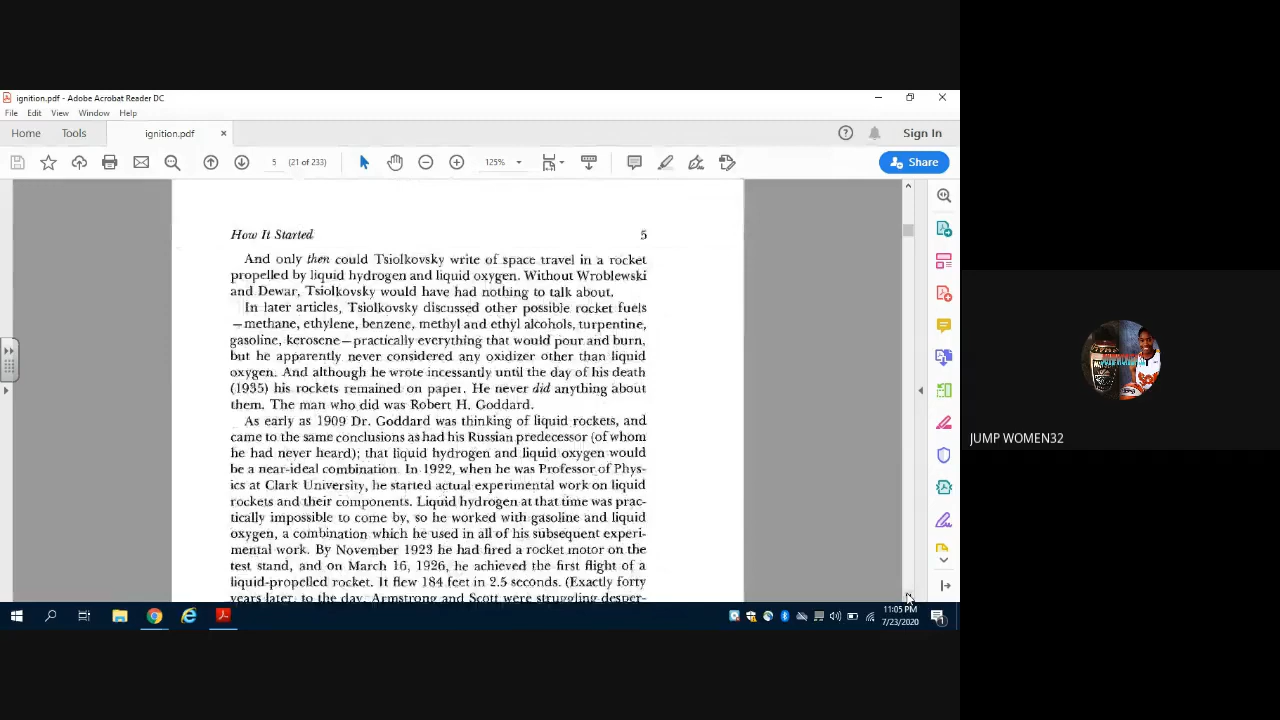 ignition.pdf - Adobe Acrobat Reader DC
File Edit View Window Help
Home Tools ignition.pdf × Sign In
5 (21 of 233) 125% Share
How It Started 5
And only then could Tsiolkovsky write of space travel in a rocket
propelled by liquid hydrogen and liquid oxygen. Without Wroblewski
and Dewar, Tsiolkovsky would have had nothing to talk about.
In later articles, Tsiolkovsky discussed other possible rocket fuels
—methane, ethylene, benzene, methyl and ethyl alcohols, turpentine,
gasoline, kerosene—practically everything that would pour and burn,
but he apparently never considered any oxidizer other than liquid
oxygen. And although he wrote incessantly until the day of his death
(1935) his rockets remained on paper. He never did anything about
them. The man who did was Robert H. Goddard.
As early as 1909 Dr. Goddard was thinking of liquid rockets, and
came to the same conclusions as had his Russian predecessor (of whom
he had never heard); that liquid hydrogen and liquid oxygen would
be a near-ideal combination. In 1922, when he was Professor of Phys-
ics at Clark University, he started actual experimental work on liquid
rockets and their components. Liquid hydrogen at that time was prac-
tically impossible to come by, so he worked with gasoline and liquid
oxygen, a combination which he used in all of his subsequent experi-
mental work. By November 1923 he had fired a rocket motor on the
test stand, and on March 16, 1926, he achieved the first flight of a
liquid-propelled rocket. It flew 184 feet in 2.5 seconds. (Exactly forty
years later, to the day, Armstrong and Scott were struggling desper-
JUMP WOMEN32
11:05 PM
7/23/2020